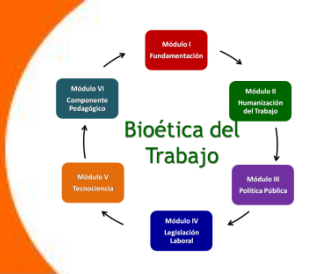 Módulo I
Fundamentación
Módulo II
Humanización
del Trabajo
Módulo III
Política Pública
Módulo IV
Legislación
Laboral
Módulo V
Tecnociencia
Módulo VI
Componente
Pedagógico
Bioética del
Trabajo